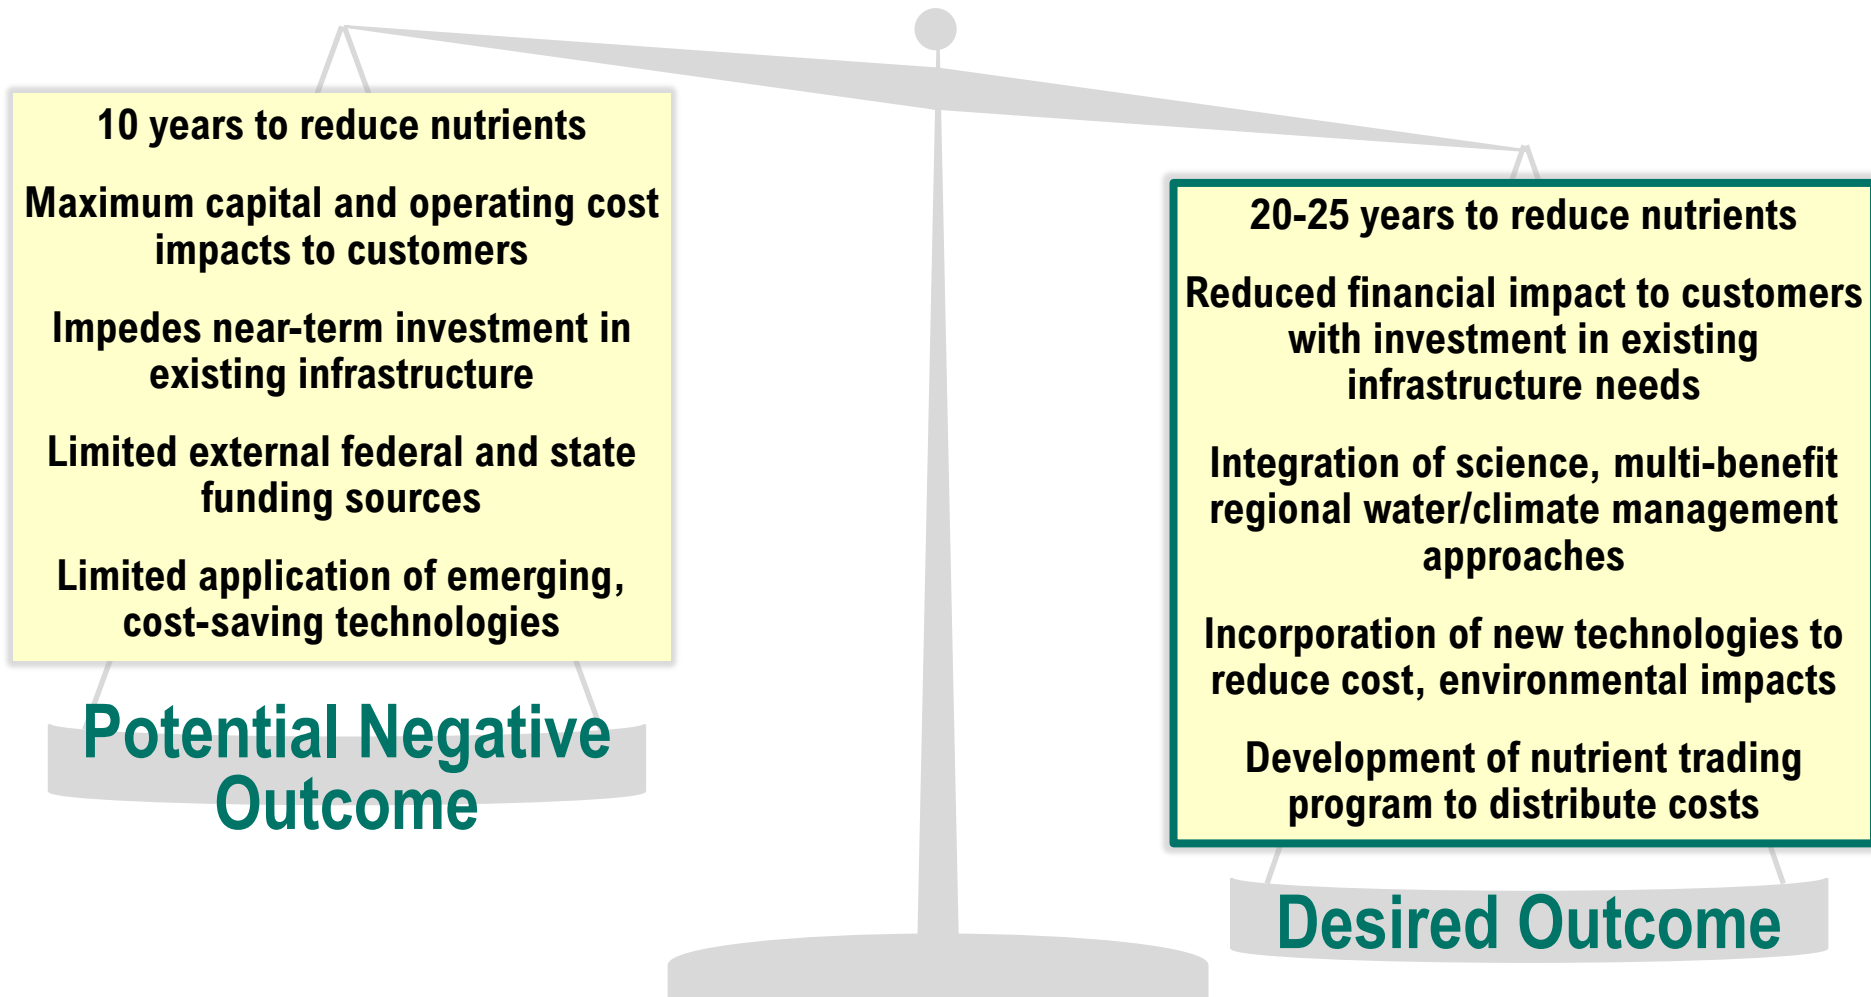 10 years to reduce nutrients
Maximum capital and operating cost
impacts to customers
Impedes near-term investment in
existing infrastructure
Limited external federal and state
funding sources
Limited application of emerging,
cost-saving technologies
Potential Negative
Outcome
20-25 years to reduce nutrients
Reduced financial impact to customers
with investment in existing
infrastructure needs
Integration of science, multi-benefit
regional water/climate management
approaches
Incorporation of new technologies to
reduce cost, environmental impacts
Development of nutrient trading
program to distribute costs
Desired Outcome